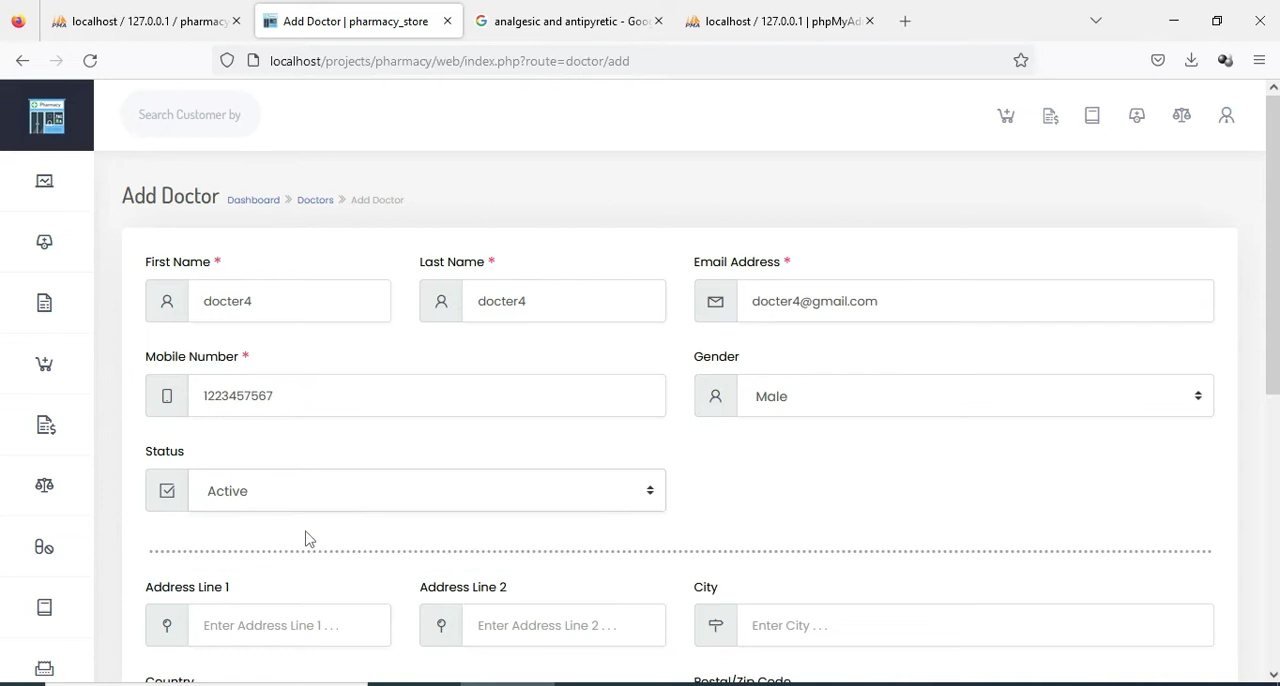 localhost / 127.0.0.1 / pharmacy
Add Doctor | pharmacy_store
analgesic and antipyretic - Goo
localhost / 127.0.0.1 | phpMyAd
localhost/projects/pharmacy/web/index.php?route=doctor/add
Pharmacy
Search Customer by
Add Doctor Dashboard » Doctors » Add Doctor
First Name *
Last Name *
Email Address *
docter4
docter4
docter4@gmail.com
Mobile Number *
Gender
1223457567
Male
Status
Active
Address Line 1
Address Line 2
City
Enter Address Line 1 . . .
Enter Address Line 2 . . .
Enter City . . .
Country
Postal/Zip Code